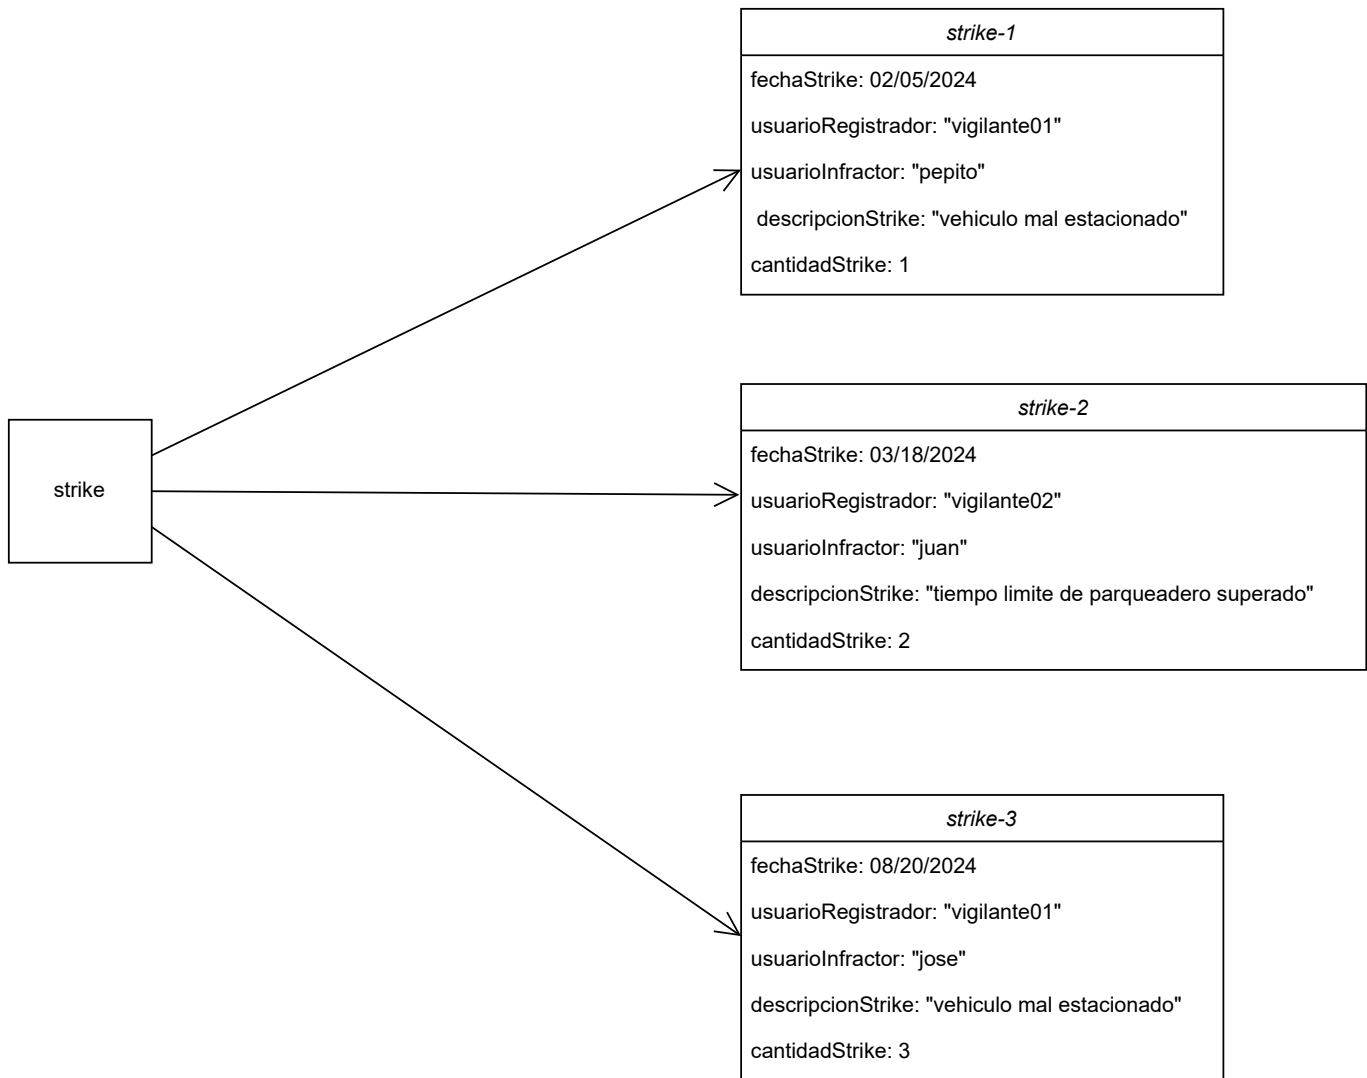 strike-1
fechaStrike: 02/05/2024
usuarioRegistrador: "vigilante01"
usuarioInfractor: "pepito"
descripcionStrike: "vehiculo mal estacionado"
cantidadStrike: 1
strike
strike-2
fechaStrike: 03/18/2024
usuarioRegistrador: "vigilante02"
usuarioInfractor: "juan"
descripcionStrike: "tiempo limite de parqueadero superado"
cantidadStrike: 2
strike-3
fechaStrike: 08/20/2024
usuarioRegistrador: "vigilante01"
usuarioInfractor: "jose"
descripcionStrike: "vehiculo mal estacionado"
cantidadStrike: 3